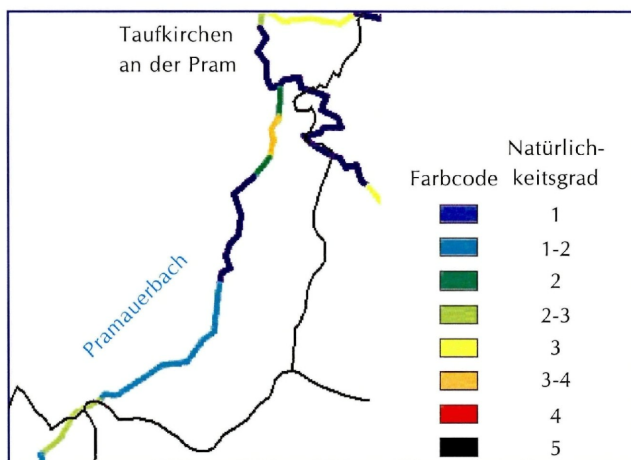 Taufkirchen
an der Pram
Pramauerbach
Farbcode Natürlich-
keitsgrad
1
1-2
2
2-3
3
3-4
4
5